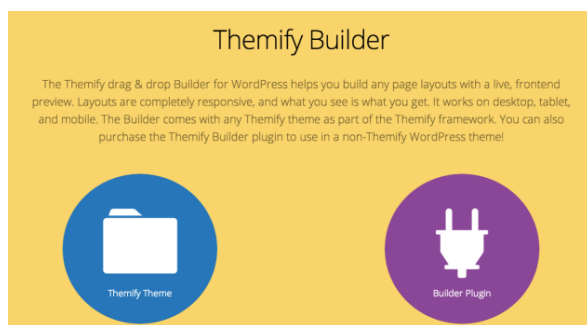 Themify Builder
The Themify drag & drop Builder for WordPress helps you build any page layouts with a live, frontend
preview. Layouts are completely responsive, and what you see is what you get. It works on desktop, tablet,
and mobile. The Builder comes with any Themify theme as part of the Themify framework. You can also
purchase the Themify Builder plugin to use in a non-Themify WordPress theme!
Themify Theme
Builder Plugin